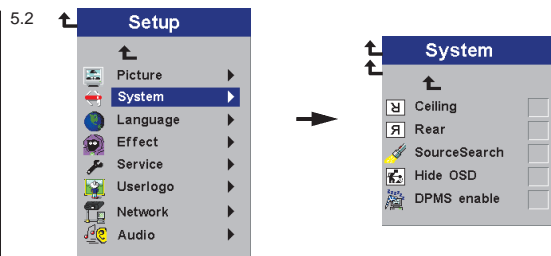 5.2
Setup
Picture
System
Language
Effect
Service
Userlogo
Network
Audio
System
Ceiling
Rear
SourceSearch
Hide OSD
DPMS enable